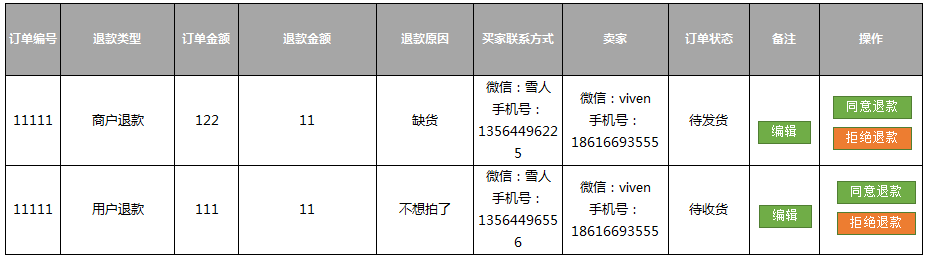 订单编号 退款类型 订单金额 退款金额 退款原因 买家联系方式 卖家 订单状态 备注 操作
11111 商户退款 122 11 缺货 微信：雪人 手机号： 1356449622 5 微信：viven 手机号： 18616693555 待发货 编辑 同意退款 拒绝退款
11111 用户退款 111 11 不想拍了 微信：雪人 手机号： 1356449655 6 微信：viven 手机号： 18616693555 待收货 编辑 同意退款 拒绝退款